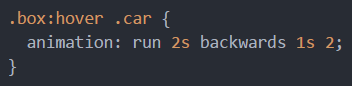 .box:hover .car {
  animation: run 2s backwards 1s 2;
}